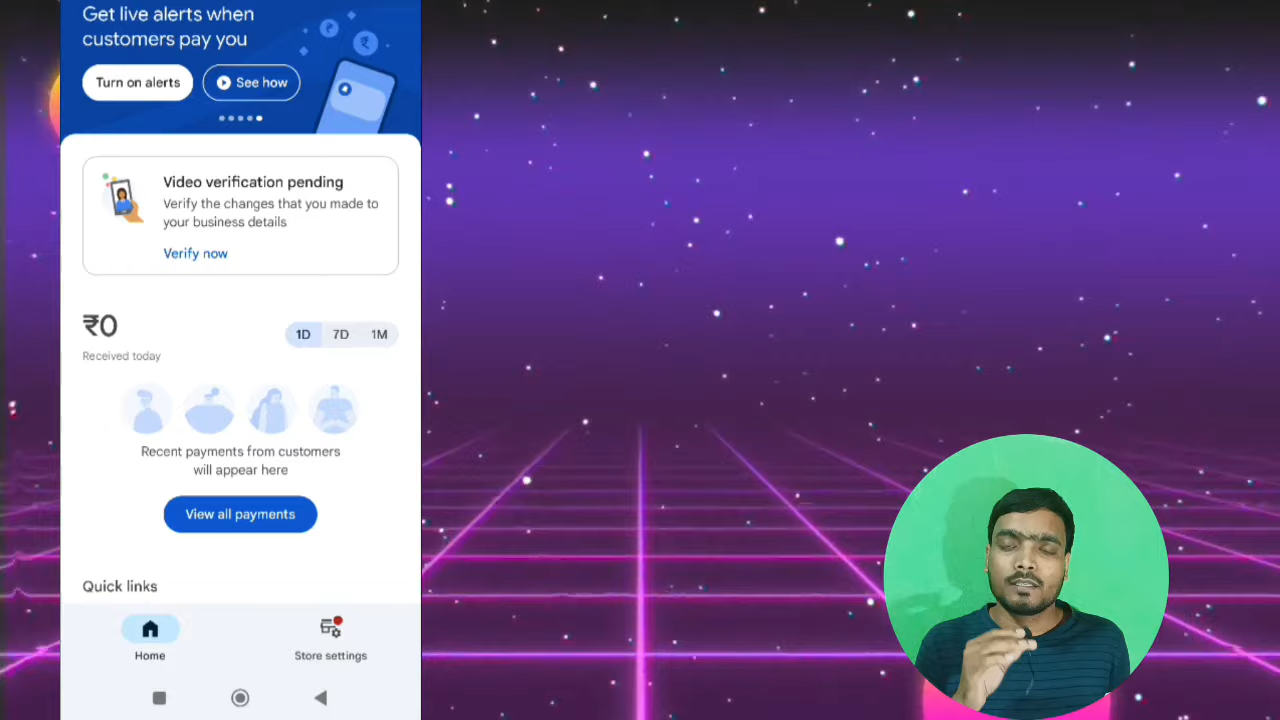 Get live alerts when
customers pay you
Turn on alerts
See how
Video verification pending
Verify the changes that you made to
your business details
Verify now
₹0
1D 7D 1M
Received today
Recent payments from customers
will appear here
View all payments
Quick links
Home
Store settings